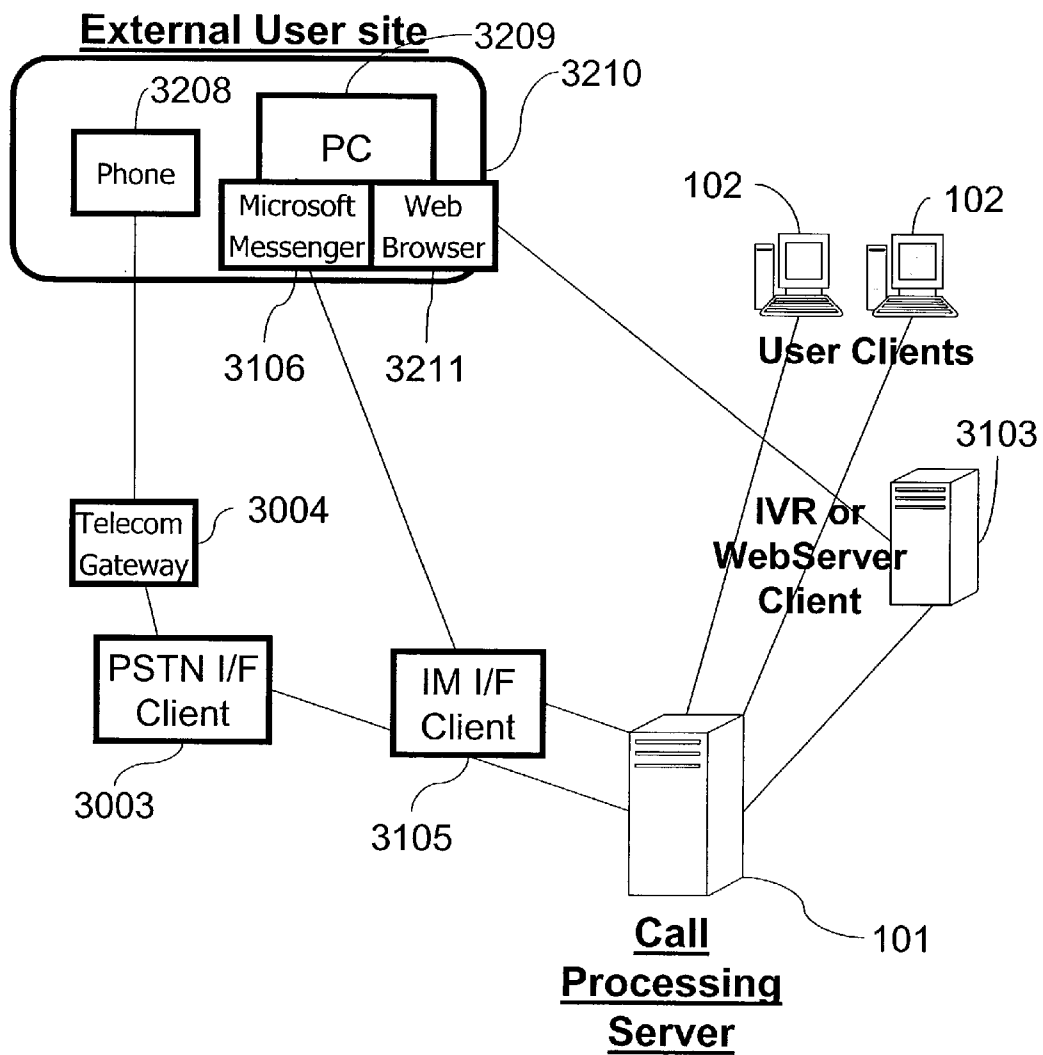 External User site
3209
3210
3208
PC
Phone
Microsoft
Messenger
Web
Browser
102
102
3106
3211
User Clients
3103
Telecom
Gateway
3004
IVR or
WebServer
Client
PSTN I/F
Client
IM I/F
Client
3003
3105
101
Call
Processing
Server